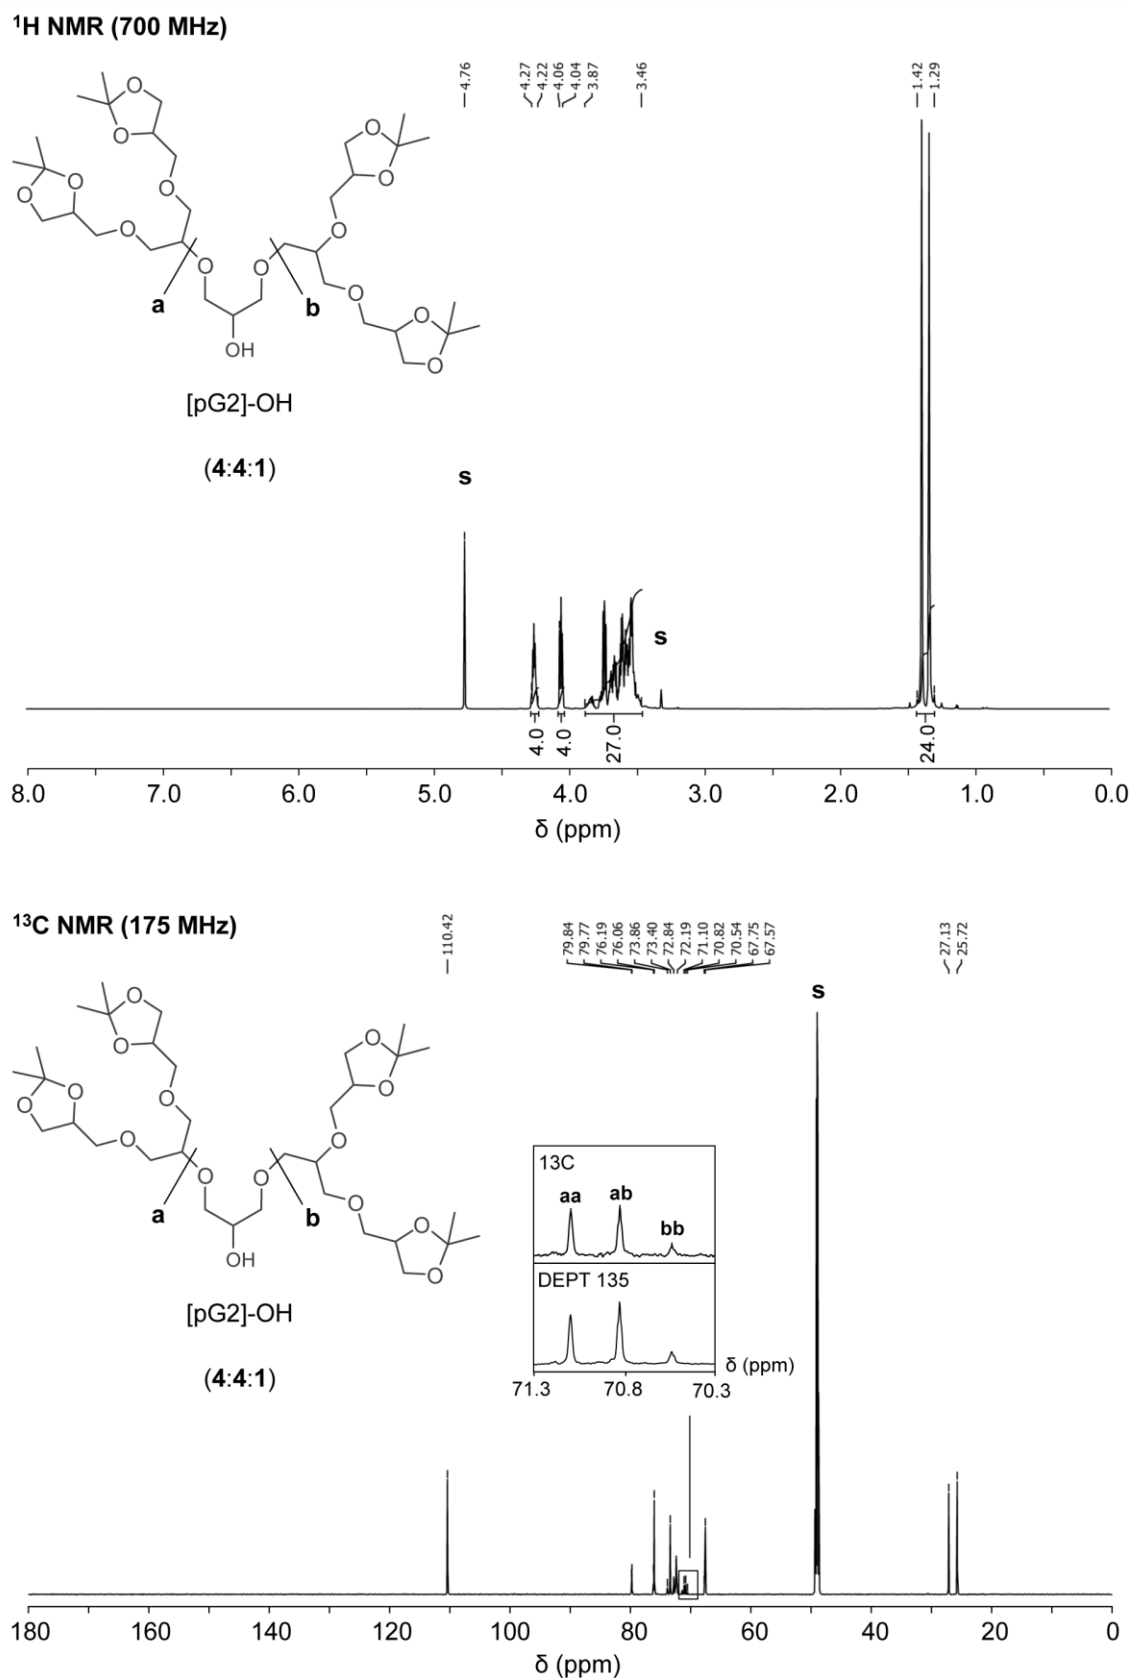 ¹H NMR (700 MHz)
4.76
4.27
4.22
4.06
4.04
3.87
3.46
1.42
1.29
O
O
O
O
O
O
O
O
O
O
O
O
O
O
a
b
OH
[pG2]-OH
(4:4:1)
s
s
4.0
4.0
27.0
24.0
8.0 7.0 6.0 5.0 4.0 3.0 2.0 1.0 0.0
δ (ppm)
¹³C NMR (175 MHz)
110.42
79.84
79.77
76.19
76.06
73.86
73.40
72.84
72.19
71.10
70.82
70.54
67.75
67.57
27.13
25.72
s
O
O
O
O
O
O
O
O
O
O
O
O
O
O
a
b
OH
[pG2]-OH
(4:4:1)
13C
aa
ab
bb
DEPT 135
71.3 70.8 70.3
δ (ppm)
180 160 140 120 100 80 60 40 20 0
δ (ppm)